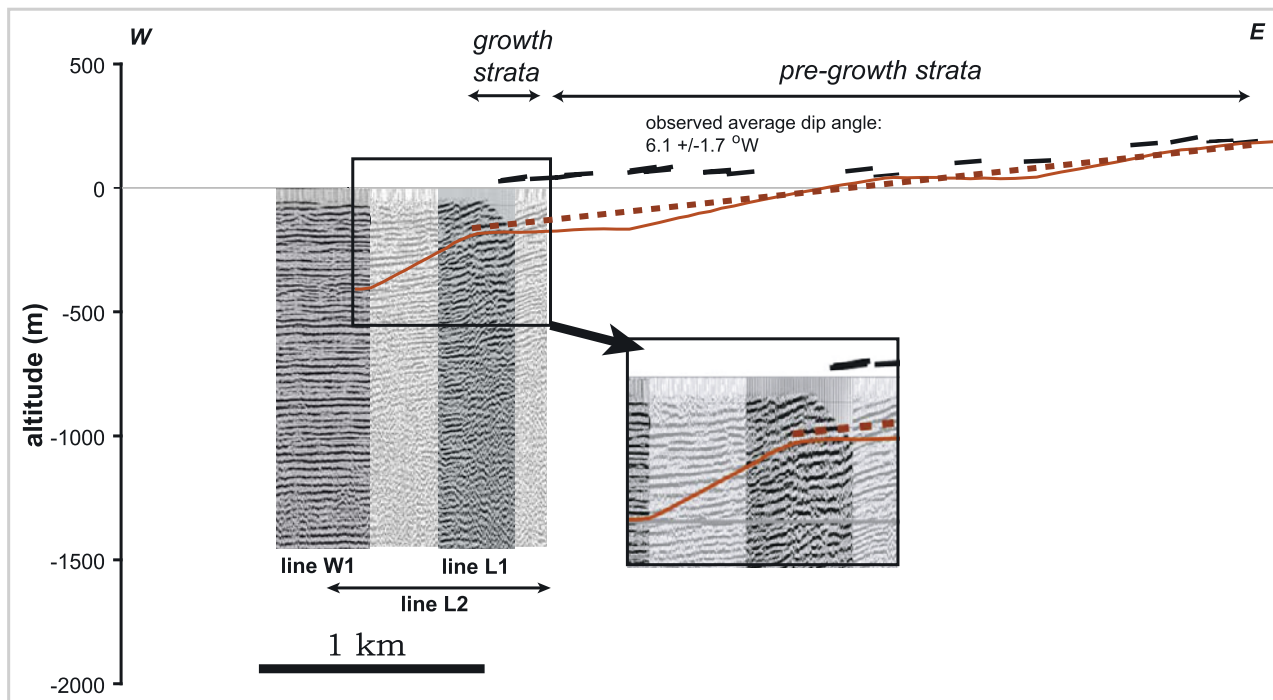 W
E
growth
strata
pre-growth strata
observed average dip angle:
6.1 +/-1.7 °W
500
0
-500
-1000
-1500
-2000
altitude (m)
line W1
line L1
line L2
1 km